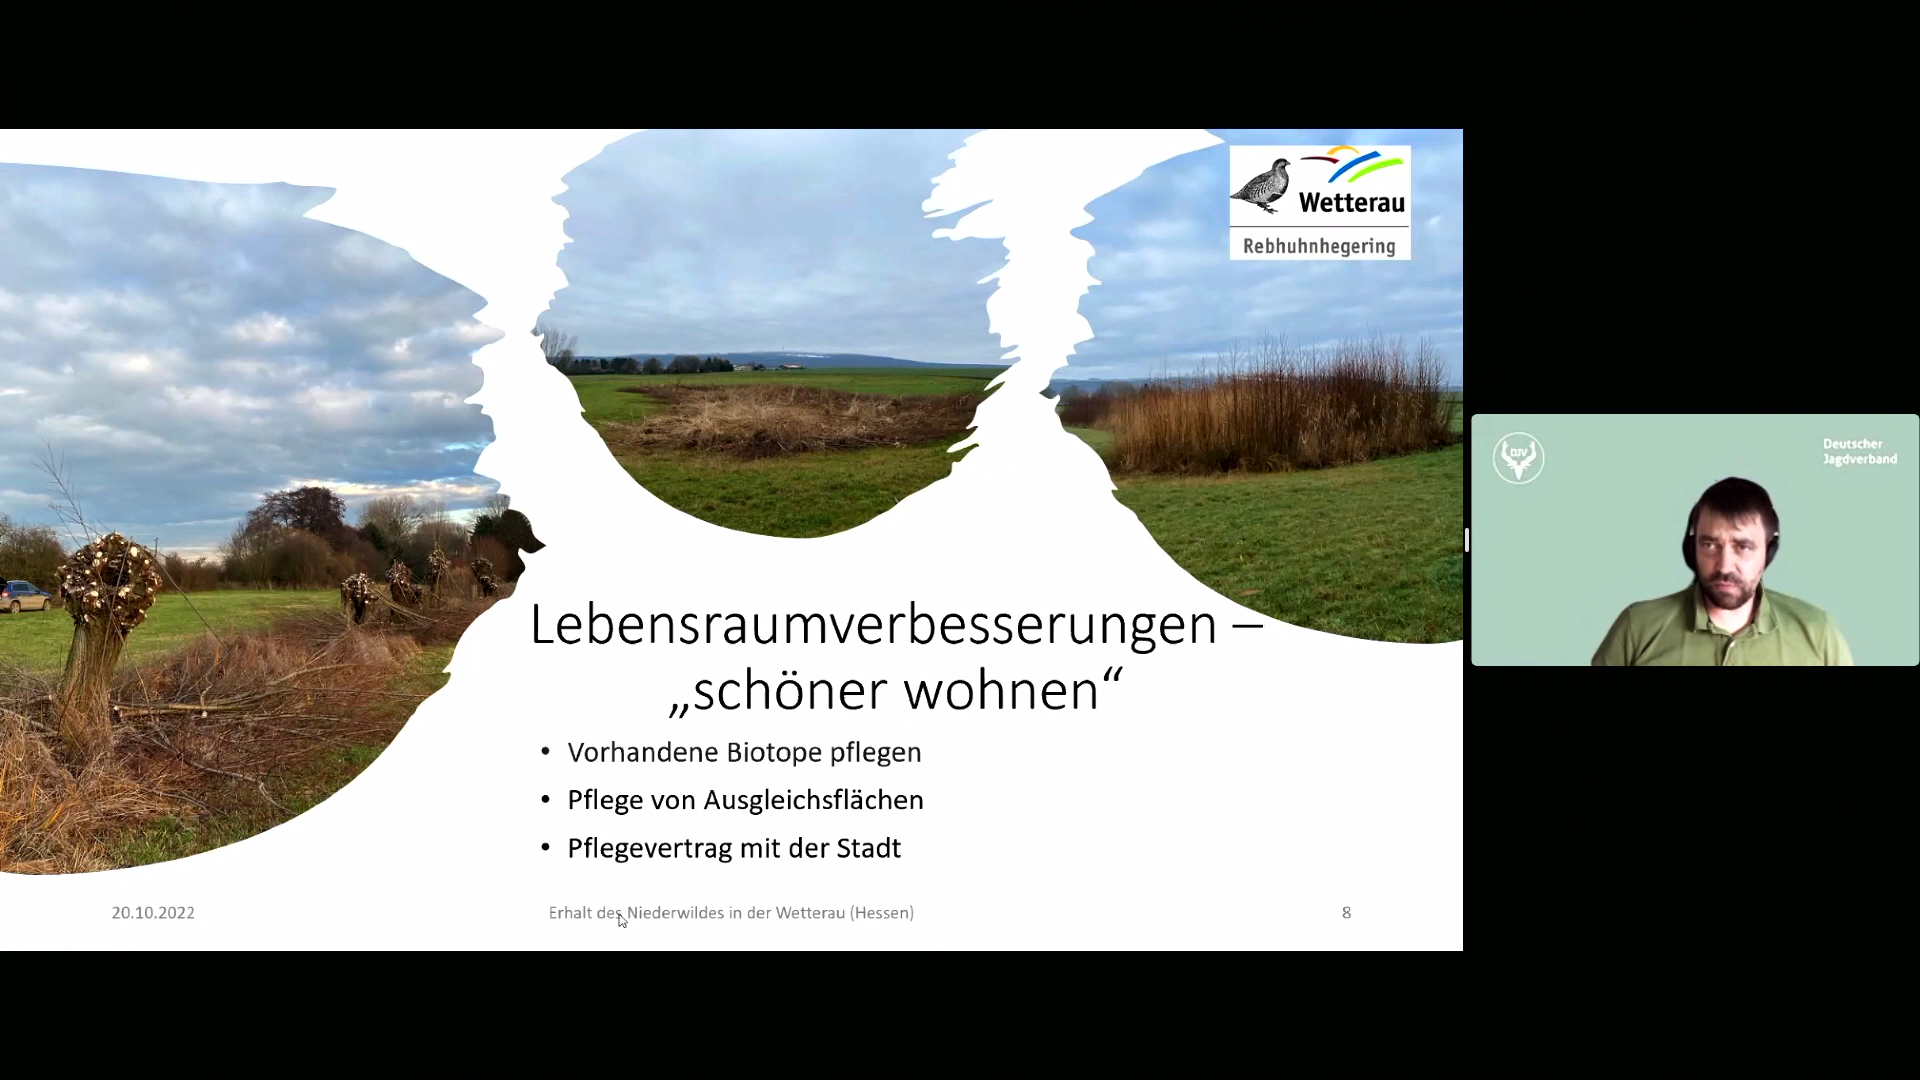 Wetterau
Rebhuhnhegering
DJV
Deutscher
Jagdverband
Lebensraumverbesserungen –
„schöner wohnen“
• Vorhandene Biotope pflegen
• Pflege von Ausgleichsflächen
• Pflegevertrag mit der Stadt
20.10.2022
Erhalt des Niederwildes in der Wetterau (Hessen)
8